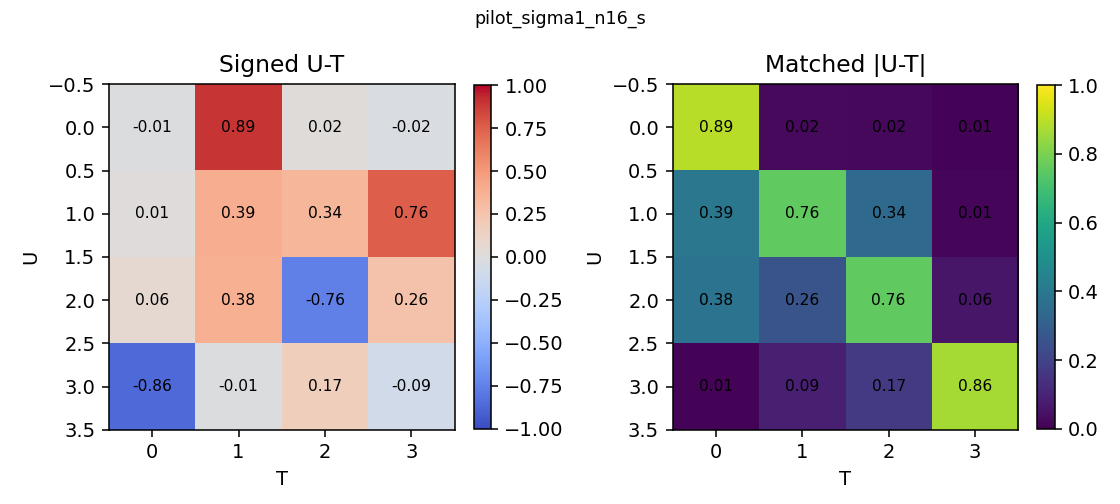 pilot_sigma1_n16_s
Signed U-T
−0.5
0.0
0.5
1.0
1.5
2.0
2.5
3.0
3.5
U
-0.01 0.89 0.02 -0.02
0.01 0.39 0.34 0.76
0.06 0.38 -0.76 0.26
-0.86 -0.01 0.17 -0.09
0 1 2 3
T
1.00
0.75
0.50
0.25
0.00
−0.25
−0.50
−0.75
−1.00
Matched |U-T|
−0.5
0.0
0.5
1.0
1.5
2.0
2.5
3.0
3.5
U
0.89 0.02 0.02 0.01
0.39 0.76 0.34 0.01
0.38 0.26 0.76 0.06
0.01 0.09 0.17 0.86
0 1 2 3
T
1.0
0.8
0.6
0.4
0.2
0.0